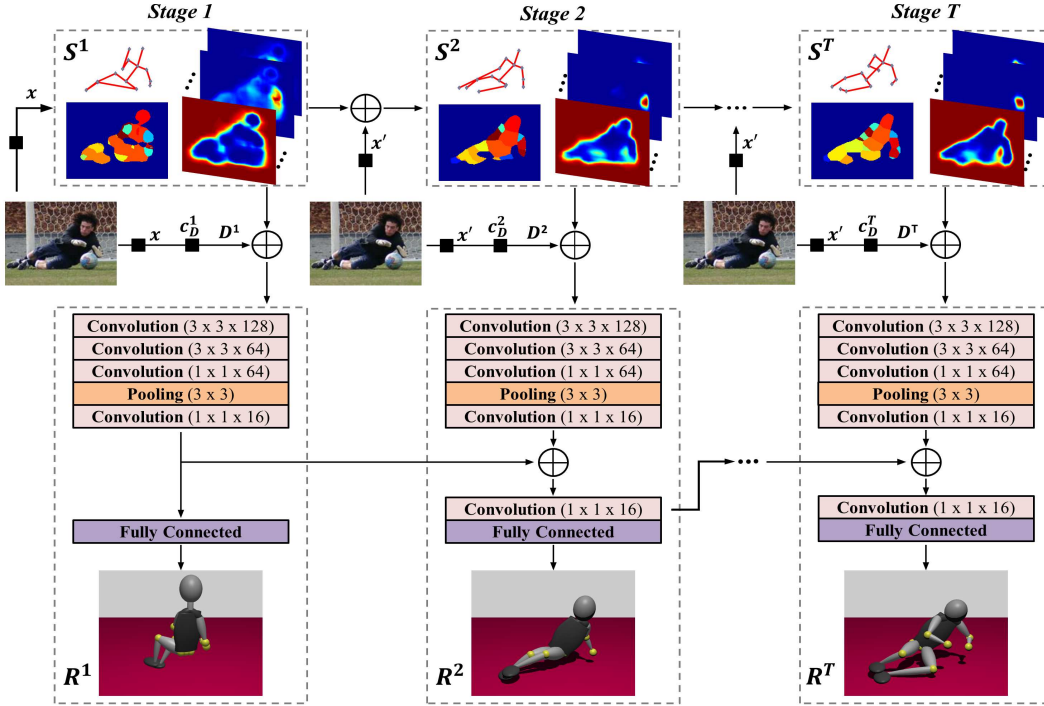 Stage 1
Stage 2
Stage T
S¹
S²
Sᵀ
x
x′
...
x′
x
c¹_D
D¹
x′
c²_D
D²
x′
cᵀ_D
Dᵀ
Convolution (3 x 3 x 128)
Convolution (3 x 3 x 64)
Convolution (1 x 1 x 64)
Pooling (3 x 3)
Convolution (1 x 1 x 16)
Fully Connected
R¹
Convolution (3 x 3 x 128)
Convolution (3 x 3 x 64)
Convolution (1 x 1 x 64)
Pooling (3 x 3)
Convolution (1 x 1 x 16)
Convolution (1 x 1 x 16)
Fully Connected
R²
...
Convolution (3 x 3 x 128)
Convolution (3 x 3 x 64)
Convolution (1 x 1 x 64)
Pooling (3 x 3)
Convolution (1 x 1 x 16)
Convolution (1 x 1 x 16)
Fully Connected
Rᵀ